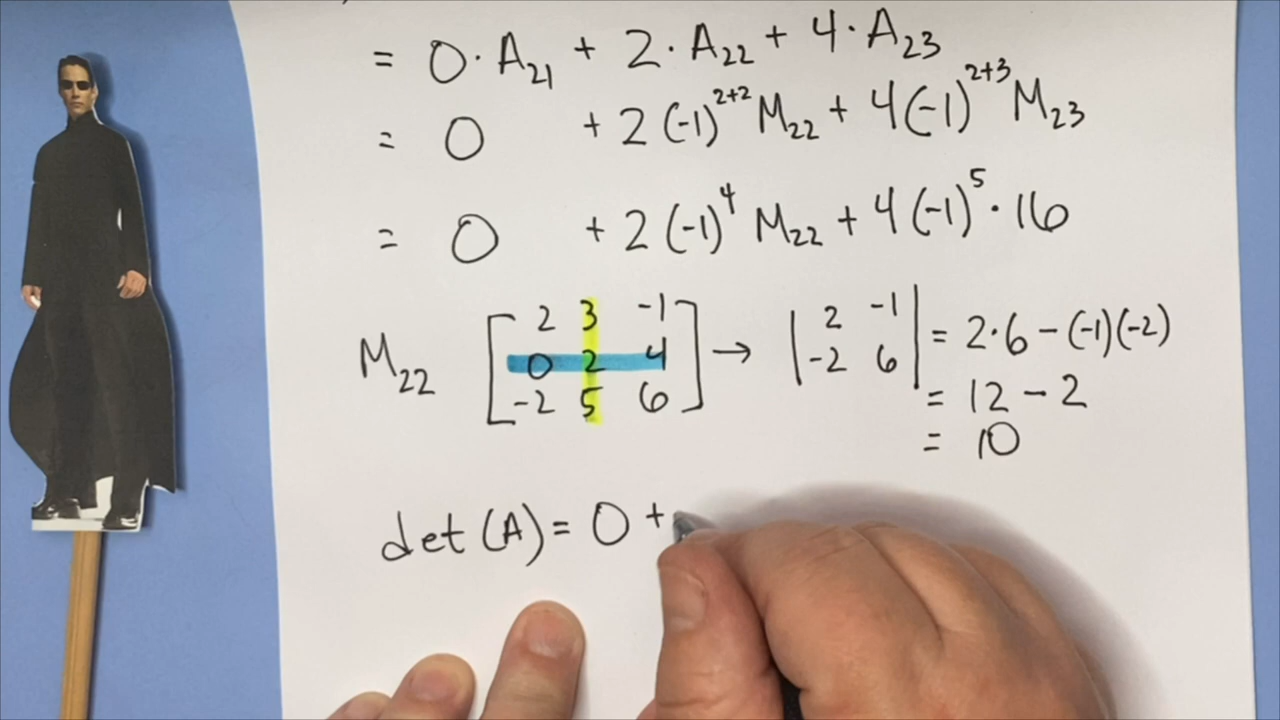 = 0 · A₂₁ + 2 · A₂₂ + 4 · A₂₃
= 0 + 2 (-1)²⁺² M₂₂ + 4 (-1)²⁺³ M₂₃
= 0 + 2 (-1)⁴ M₂₂ + 4 (-1)⁵ · 16
M₂₂ [ 2 3 -1
0 2 4
-2 5 6 ] → | 2 -1
-2 6 | = 2·6 - (-1)(-2)
= 12 - 2
= 10
det (A) = 0 +